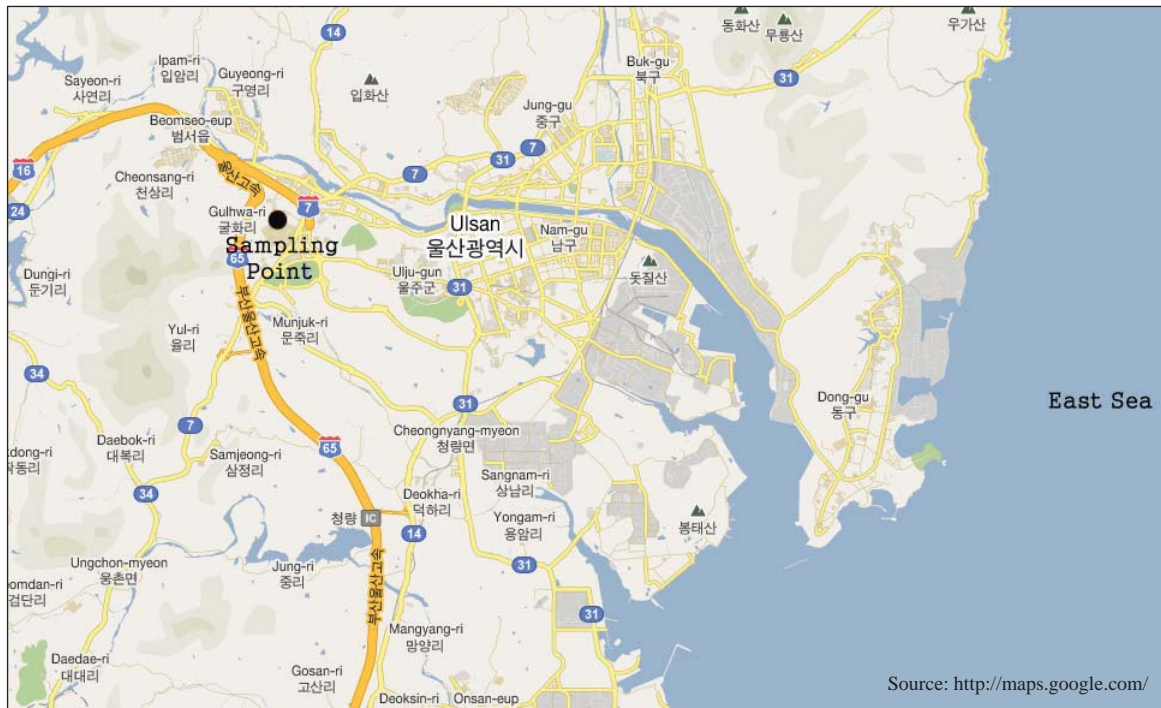 동화산
무룡산
우가산
14
Ipam-ri
입암리
Guyeong-ri
구영리
Sayeon-ri
사연리
입화산
Buk-gu
북구
31
Jung-gu
중구
Beomseo-eup
범서읍
7
31
7
16
Cheonsang-ri
천상리
울산고속
24
Gulhwa-ri
굴화리
7
Sampling
Point
Ulsan
울산광역시
Nam-gu
남구
65
Dungi-ri
둔기리
Ulju-gun
울주군
31
돗질산
부산울산고속
Yul-ri
율리
Munjuk-ri
문죽리
34
Dong-gu
동구
East Sea
31
7
Cheongnyang-myeon
청량면
Daebok-ri
대복리
Samjeong-ri
삼정리
65
kdong-ri
작동리
34
Sangnam-ri
상남리
Deokha-ri
덕하리
청량 IC
Yongam-ri
용암리
봉태산
14
Ungchon-myeon
웅촌면
Jung-ri
중리
31
omdan-ri
검단리
부산울산고속
31
Mangyang-ri
망양리
Daedae-ri
대대리
Gosan-ri
고산리
Deoksin-ri
Onsan-eup
Source: http://maps.google.com/